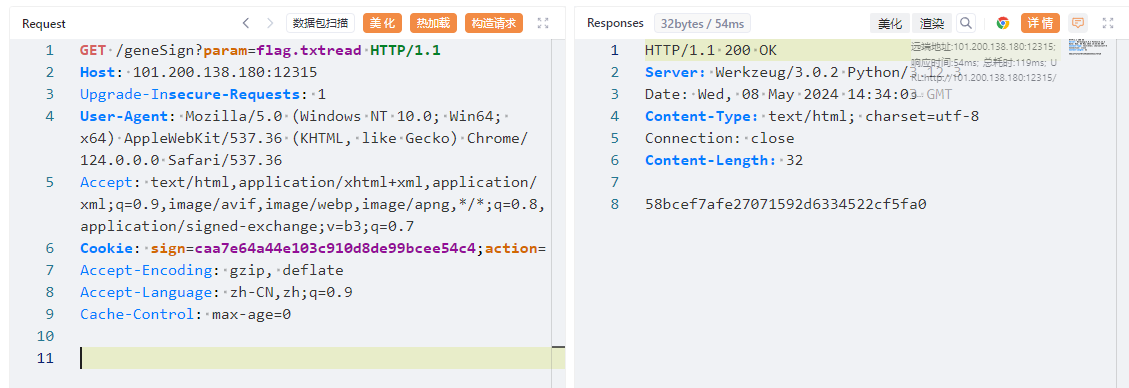 Request
数据包扫描
美化
热加载
构造请求
1 GET /geneSign?param=flag.txtread HTTP/1.1
2 Host: 101.200.138.180:12315
3 Upgrade-Insecure-Requests: 1
4 User-Agent: Mozilla/5.0 (Windows NT 10.0; Win64;
x64) AppleWebKit/537.36 (KHTML, like Gecko) Chrome/
124.0.0.0 Safari/537.36
5 Accept: text/html,application/xhtml+xml,application/
xml;q=0.9,image/avif,image/webp,image/apng,*/*;q=0.8,
application/signed-exchange;v=b3;q=0.7
6 Cookie: sign=caa7e64a44e103c910d8de99bcee54c4;action=
7 Accept-Encoding: gzip, deflate
8 Accept-Language: zh-CN,zh;q=0.9
9 Cache-Control: max-age=0
10
11
Responses
32bytes / 54ms
美化
渲染
详情
1 HTTP/1.1 200 OK
2 Server: Werkzeug/3.0.2 Python/3.12.3
3 Date: Wed, 08 May 2024 14:34:03 GMT
4 Content-Type: text/html; charset=utf-8
5 Connection: close
6 Content-Length: 32
7
8 58bcef7afe27071592d6334522cf5fa0
远端地址:101.200.138.180:12315;
响应时间:54ms; 总耗时:119ms; U
RL:http://101.200.138.180:12315/